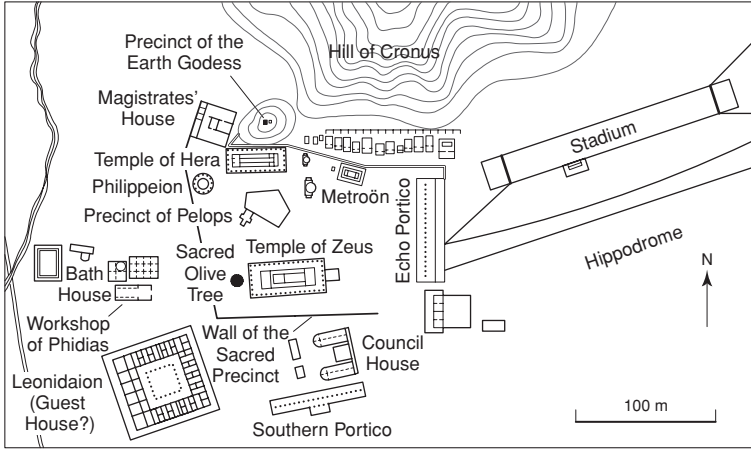 Precinct of the
Earth Godess
Hill of Cronus
Magistrates'
House
Stadium
Temple of Hera
Philippeion
Metroön
Precinct of Pelops
Echo Portico
Sacred
Olive
Tree
Temple of Zeus
Hippodrome
Bath
House
N
Workshop
of Phidias
Wall of the
Sacred
Precinct
Council
House
Leonidaion
(Guest
House?)
Southern Portico
100 m